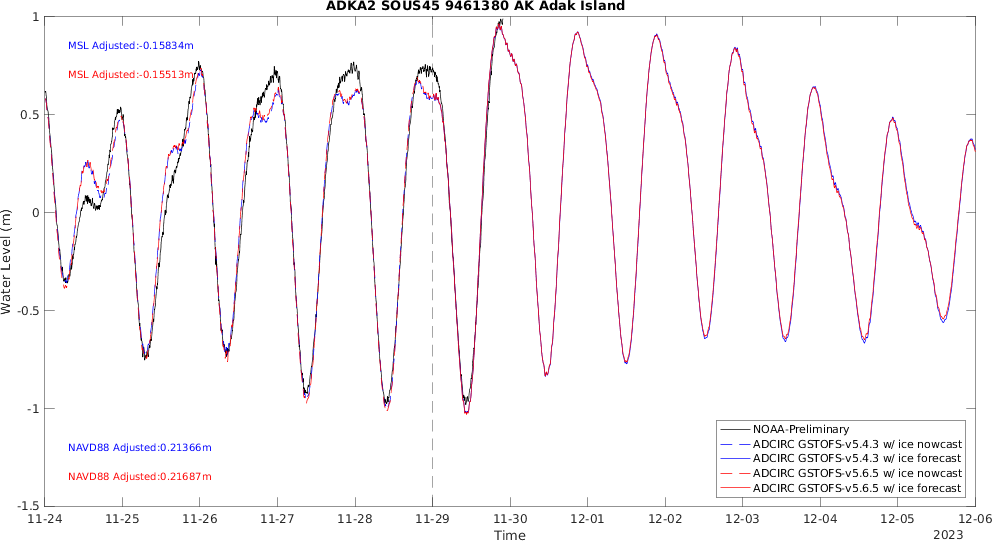 ADKA2 SOUS45 9461380 AK Adak Island
MSL Adjusted:-0.15834m
MSL Adjusted:-0.15513m
NAVD88 Adjusted:0.21366m
NAVD88 Adjusted:0.21687m
Water Level (m)
1
0.5
0
-0.5
-1
-1.5
NOAA-Preliminary
ADCIRC GSTOFS-v5.4.3 w/ ice nowcast
ADCIRC GSTOFS-v5.4.3 w/ ice forecast
ADCIRC GSTOFS-v5.6.5 w/ ice nowcast
ADCIRC GSTOFS-v5.6.5 w/ ice forecast
11-24 11-25 11-26 11-27 11-28 11-29 11-30 12-01 12-02 12-03 12-04 12-05 12-06
Time
2023